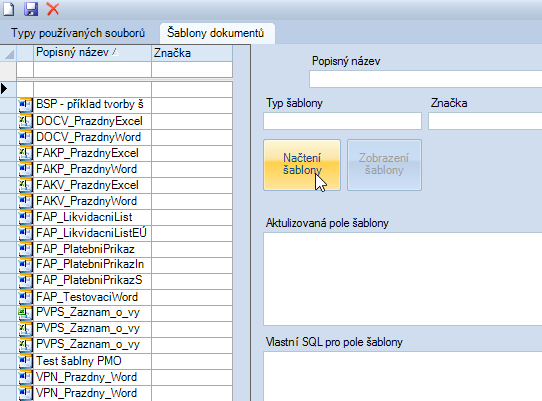 Typy používaných souborů
Šablony dokumentů
Popisný název
Značka
BSP - příklad tvorby š
DOCV_PrazdnyExcel
DOCV_PrazdnyWord
FAKP_PrazdnyExcel
FAKP_PrazdnyWord
FAKV_PrazdnyExcel
FAKV_PrazdnyWord
FAP_LikvidacniList
FAP_LikvidacniListEÚ
FAP_PlatebniPrikaz
FAP_PlatebniPrikazIn
FAP_PlatebniPrikazS
FAP_TestovaciWord
PVPS_Zaznam_o_vy
PVPS_Zaznam_o_vy
PVPS_Zaznam_o_vy
Test šablny PMO
VPN_Prazdny_Word
VPN_Prazdny_Word
Popisný název
Typ šablony
Značka
Načtení
šablony
Zobrazení
šablony
Aktulizovaná pole šablony
Vlastní SQL pro pole šablony